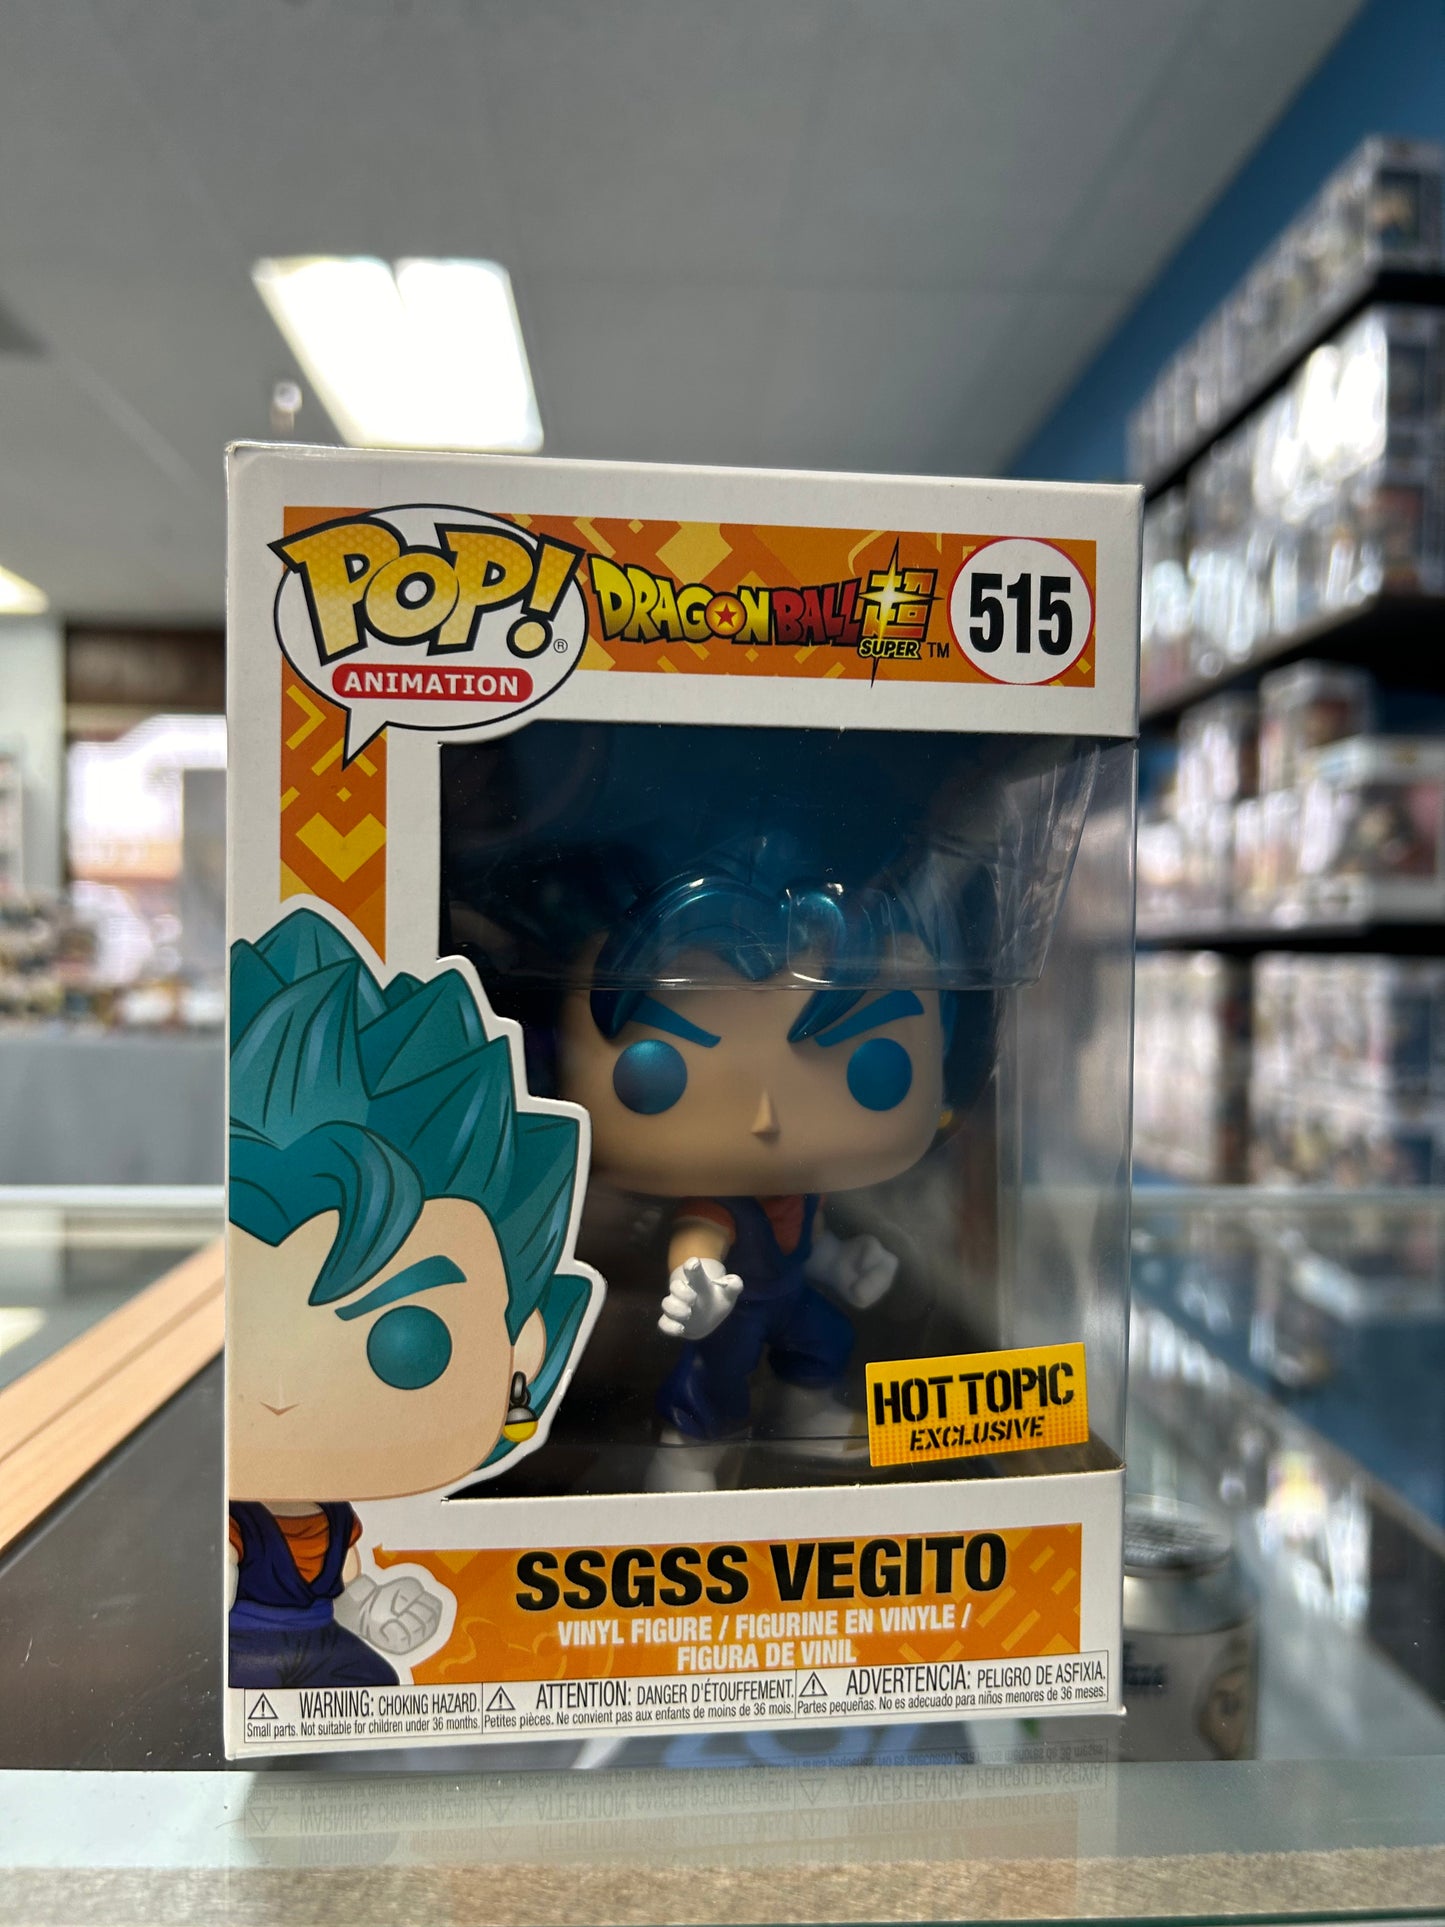 POP! ®
ANIMATION
DRAGON BALL
SUPER ™
515
HOT TOPIC
EXCLUSIVE
SSGSS VEGITO
VINYL FIGURE / FIGURINE EN VINYLE /
FIGURA DE VINIL
WARNING: CHOKING HAZARD.
Small parts. Not suitable for children under 36 months.
ATTENTION: DANGER D'ÉTOUFFEMENT.
Petites pièces. Ne convient pas aux enfants de moins de 36 mois.
ADVERTENCIA: PELIGRO DE ASFIXIA.
Partes pequeñas. No es adecuado para niños menores de 36 meses.